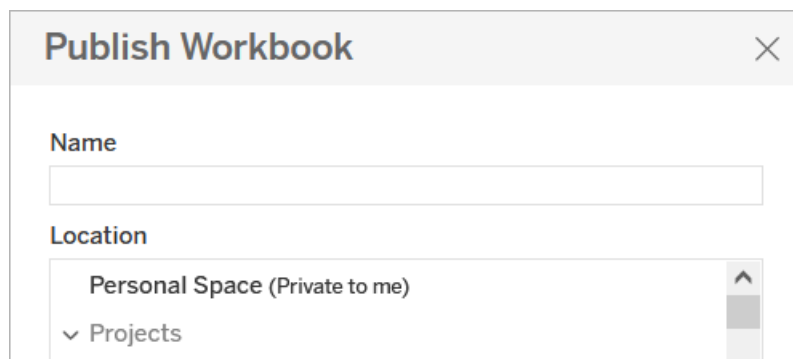 Publish Workbook
Name
Location
Personal Space (Private to me)
Projects